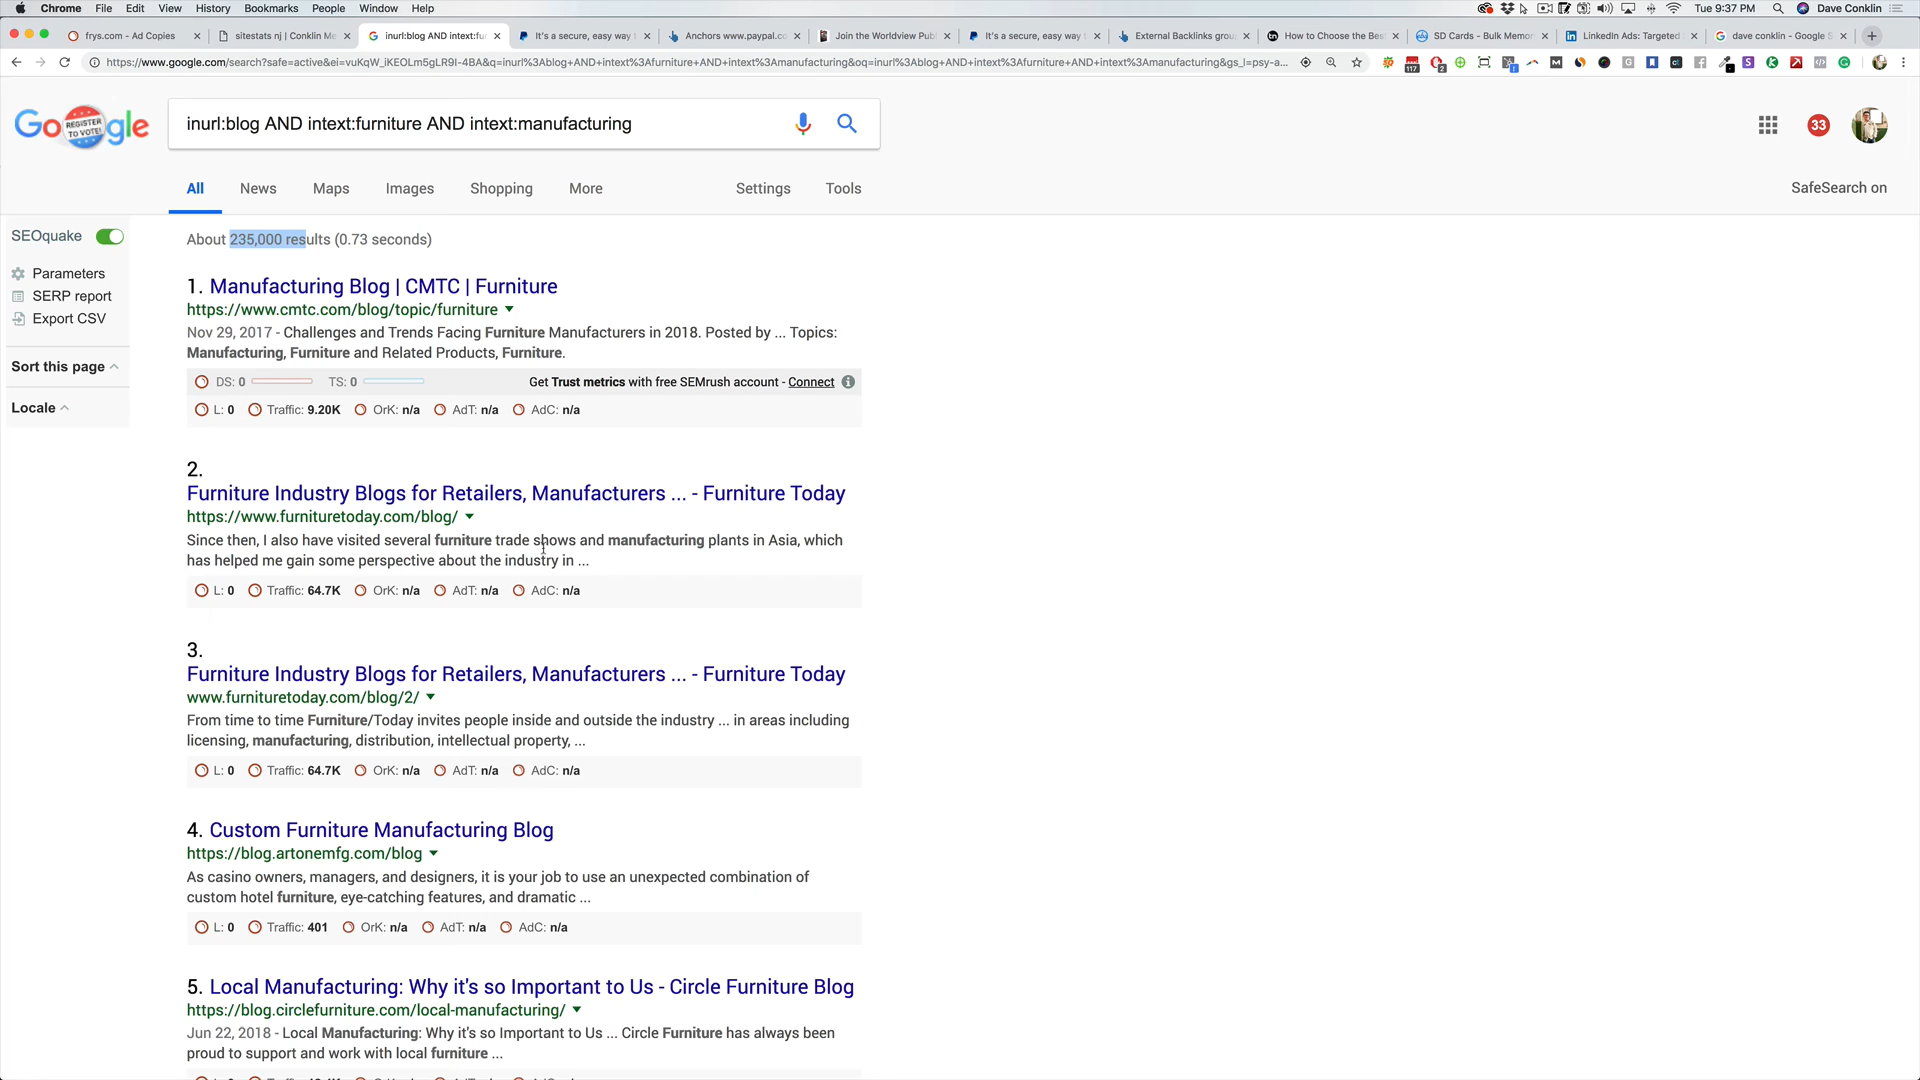 Chrome File Edit View History Bookmarks People Window Help
Tue 9:37 PM Dave Conklin
frys.com - Ad Copies
sitestats nj | Conklin Me
inurl:blog AND intext:fu
It's a secure, easy way
Anchors www.paypal.co
Join the Worldview Pub
It's a secure, easy way
External Backlinks grou
How to Choose the Bes
SD Cards - Bulk Memo
LinkedIn Ads: Targeted
dave conklin - Google S
https://www.google.com/search?safe=active&ei=vuKqW_iKEOLm5gLR9I-4BA&q=inurl%3Ablog+AND+intext%3Afurniture+AND+intext%3Amanufacturing&oq=inurl%3Ablog+AND+intext%3Afurniture+AND+intext%3Amanufacturing&gs_l=psy-a...
Google
REGISTER TO VOTE!
inurl:blog AND intext:furniture AND intext:manufacturing
33
All News Maps Images Shopping More Settings Tools
SafeSearch on
SEOquake
Parameters
SERP report
Export CSV
Sort this page
Locale
About 235,000 results (0.73 seconds)
1. Manufacturing Blog | CMTC | Furniture
https://www.cmtc.com/blog/topic/furniture
Nov 29, 2017 - Challenges and Trends Facing Furniture Manufacturers in 2018. Posted by ... Topics:
Manufacturing, Furniture and Related Products, Furniture.
DS: 0 TS: 0 Get Trust metrics with free SEMrush account - Connect
L: 0 Traffic: 9.20K OrK: n/a AdT: n/a AdC: n/a
2.
Furniture Industry Blogs for Retailers, Manufacturers ... - Furniture Today
https://www.furnituretoday.com/blog/
Since then, I also have visited several furniture trade shows and manufacturing plants in Asia, which
has helped me gain some perspective about the industry in ...
L: 0 Traffic: 64.7K OrK: n/a AdT: n/a AdC: n/a
3.
Furniture Industry Blogs for Retailers, Manufacturers ... - Furniture Today
www.furnituretoday.com/blog/2/
From time to time Furniture/Today invites people inside and outside the industry ... in areas including
licensing, manufacturing, distribution, intellectual property, ...
L: 0 Traffic: 64.7K OrK: n/a AdT: n/a AdC: n/a
4. Custom Furniture Manufacturing Blog
https://blog.artonemfg.com/blog
As casino owners, managers, and designers, it is your job to use an unexpected combination of
custom hotel furniture, eye-catching features, and dramatic ...
L: 0 Traffic: 401 OrK: n/a AdT: n/a AdC: n/a
5. Local Manufacturing: Why it's so Important to Us - Circle Furniture Blog
https://blog.circlefurniture.com/local-manufacturing/
Jun 22, 2018 - Local Manufacturing: Why it's so Important to Us ... Circle Furniture has always been
proud to support and work with local furniture ...